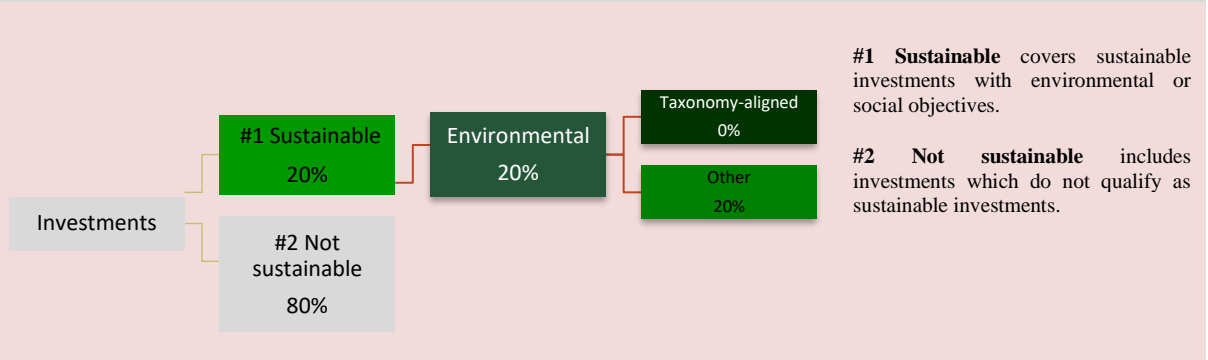 Investments
#1 Sustainable
20%
#2 Not
sustainable
80%
Environmental
20%
Taxonomy-aligned
0%
Other
20%
#1 Sustainable covers sustainable
investments with environmental or
social objectives.
#2 Not sustainable includes
investments which do not qualify as
sustainable investments.